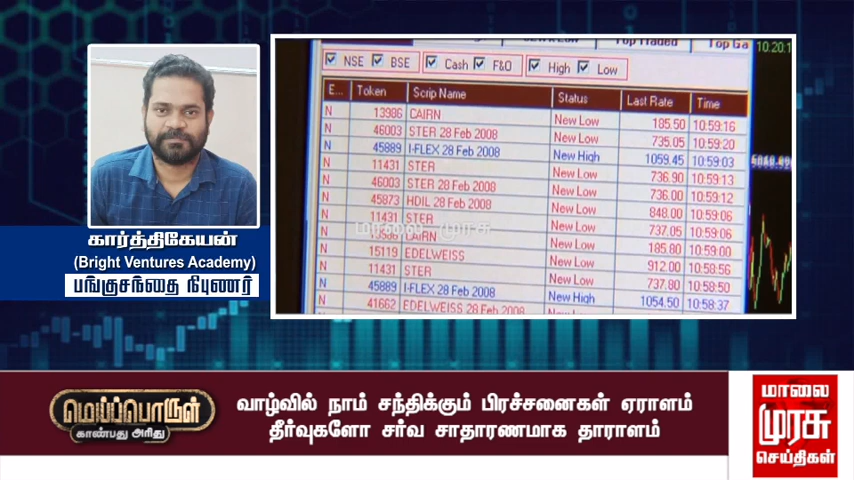 Top Traded Top Ga
10:20:1
NSE BSE Cash F&O High Low
E... Token Scrip Name Status Last Rate Time
N 13986 CAIRN New Low 185.50 10:59:16
N 46003 STER 28 Feb 2008 New Low 735.05 10:59:20
N 45889 I-FLEX 28 Feb 2008 New High 1059.45 10:59:03
N 11431 STER New Low 736.90 10:59:13
N 46003 STER 28 Feb 2008 New Low 736.00 10:59:12
N 45873 HDIL 28 Feb 2008 New Low 848.00 10:59:06
N 11431 STER New Low 737.05 10:59:06
N 13986 CAIRN New Low 185.80 10:59:00
N 15119 EDELWEISS New Low 912.00 10:58:56
N 11431 STER New Low 737.80 10:58:50
N 45889 I-FLEX 28 Feb 2008 New High 1054.50 10:58:37
N 41662 EDELWEISS 28 Feb 2008
மாலை முரசு
கார்த்திகேயன்
(Bright Ventures Academy)
பங்குசந்தை நிபுணர்
மெய்ப்பொருள்
காண்பது அரிது
வாழ்வில் நாம் சந்திக்கும் பிரச்சனைகள் ஏராளம்
தீர்வுகளோ சர்வ சாதாரணமாக தாராளம்
மாலை
முரசு
செய்திகள்